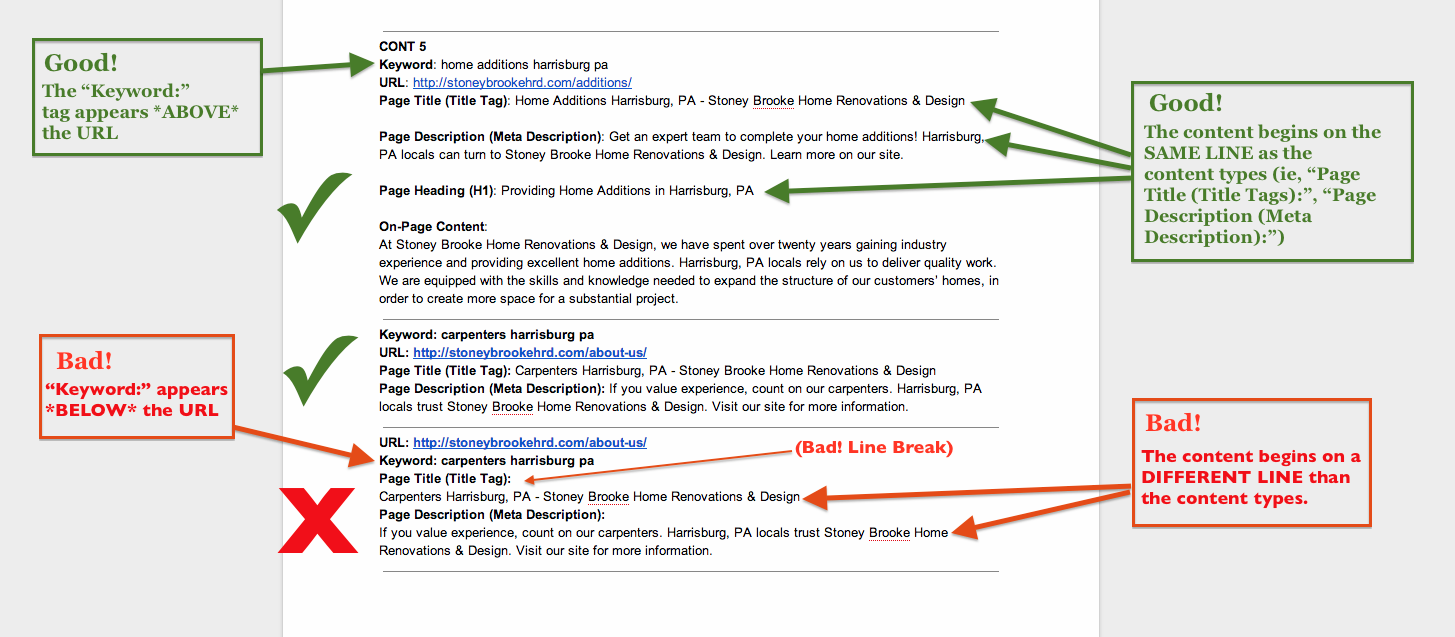 Good!
The “Keyword:”
tag appears *ABOVE*
the URL
CONT 5
Keyword: home additions harrisburg pa
URL: http://stoneybrookehrd.com/additions/
Page Title (Title Tag): Home Additions Harrisburg, PA - Stoney Brooke Home Renovations & Design
Page Description (Meta Description): Get an expert team to complete your home additions! Harrisburg,
PA locals can turn to Stoney Brooke Home Renovations & Design. Learn more on our site.
Page Heading (H1): Providing Home Additions in Harrisburg, PA
On-Page Content:
At Stoney Brooke Home Renovations & Design, we have spent over twenty years gaining industry
experience and providing excellent home additions. Harrisburg, PA locals rely on us to deliver quality work.
We are equipped with the skills and knowledge needed to expand the structure of our customers’ homes, in
order to create more space for a substantial project.
Good!
The content begins on the
SAME LINE as the
content types (ie, “Page
Title (Title Tags):”, “Page
Description (Meta
Description):”)
Keyword: carpenters harrisburg pa
URL: http://stoneybrookehrd.com/about-us/
Page Title (Title Tag): Carpenters Harrisburg, PA - Stoney Brooke Home Renovations & Design
Page Description (Meta Description): If you value experience, count on our carpenters. Harrisburg, PA
locals trust Stoney Brooke Home Renovations & Design. Visit our site for more information.
Bad!
“Keyword:” appears
*BELOW* the URL
URL: http://stoneybrookehrd.com/about-us/
Keyword: carpenters harrisburg pa
Page Title (Title Tag):
(Bad! Line Break)
Carpenters Harrisburg, PA - Stoney Brooke Home Renovations & Design
Page Description (Meta Description):
If you value experience, count on our carpenters. Harrisburg, PA locals trust Stoney Brooke Home
Renovations & Design. Visit our site for more information.
Bad!
The content begins on a
DIFFERENT LINE than
the content types.